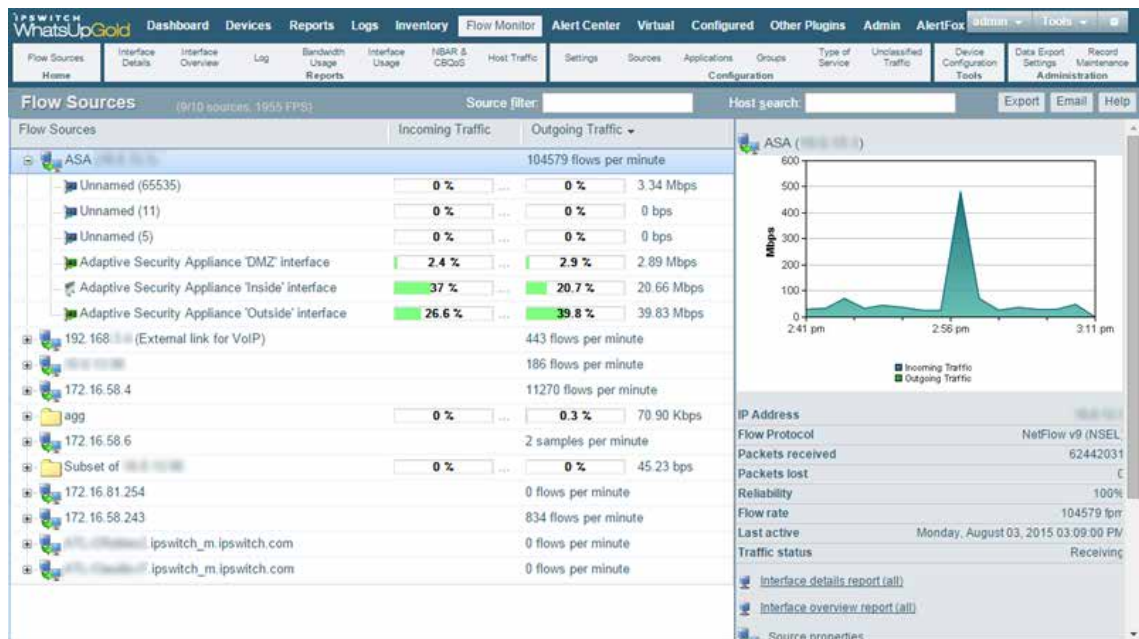 IPSWITCH
WhatsUpGold
Dashboard Devices Reports Logs Inventory Flow Monitor Alert Center Virtual Configured Other Plugins Admin AlertFox admin Tools
Flow Sources Interface Details Interface Overview Log Bandwidth Usage Interface Usage NBAR & CBQoS Host Traffic Settings Sources Applications Groups Type of Service Unclassified Traffic Device Configuration Data Export Settings Record Maintenance
Home Reports Configuration Tools Administration
Flow Sources (9/10 sources, 1955 FPS) Source filter: Host search: Export Email Help
Flow Sources Incoming Traffic Outgoing Traffic
ASA 104579 flows per minute
Unnamed (65535) 0 % ... 0 % 3.34 Mbps
Unnamed (11) 0 % ... 0 % 0 bps
Unnamed (5) 0 % ... 0 % 0 bps
Adaptive Security Appliance 'DMZ' interface 2.4 % ... 2.9 % 2.89 Mbps
Adaptive Security Appliance 'Inside' interface 37 % ... 20.7 % 20.66 Mbps
Adaptive Security Appliance 'Outside' interface 26.6 % ... 39.8 % 39.83 Mbps
192.168. (External link for VoIP) 443 flows per minute
186 flows per minute
172.16.58.4 11270 flows per minute
agg 0 % ... 0.3 % 70.90 Kbps
172.16.58.6 2 samples per minute
Subset of 0 % ... 0 % 45.23 bps
172.16.81.254 0 flows per minute
172.16.58.243 834 flows per minute
.ipswitch_m.ipswitch.com 0 flows per minute
.ipswitch_m.ipswitch.com 0 flows per minute
ASA ( )
Mbps
600
500
400
300
200
100
0
2:41 pm 2:56 pm 3:11 pm
Incoming Traffic
Outgoing Traffic
IP Address
Flow Protocol NetFlow v9 (NSEL
Packets received 62442031
Packets lost 0
Reliability 100%
Flow rate 104579 fpm
Last active Monday, August 03, 2015 03:09:00 PM
Traffic status Receiving
Interface details report (all)
Interface overview report (all)
Source properties